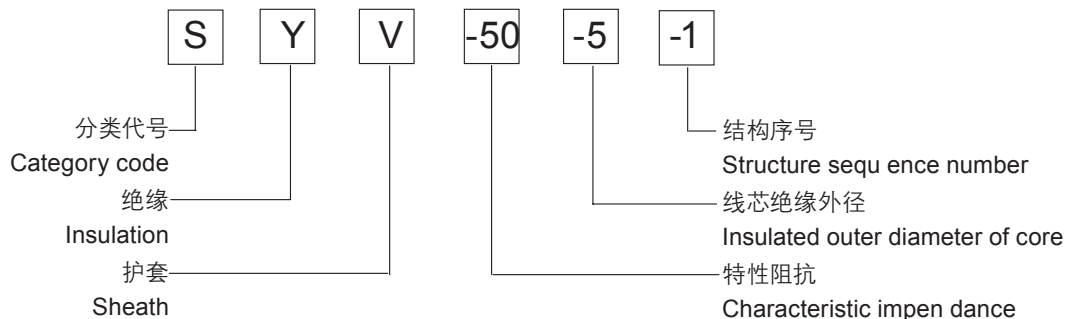 S Y V -50 -5 -1
分类代号
Category code
绝缘
Insulation
护套
Sheath
结构序号
Structure sequ ence number
线芯绝缘外径
Insulated outer diameter of core
特性阻抗
Characteristic impen dance